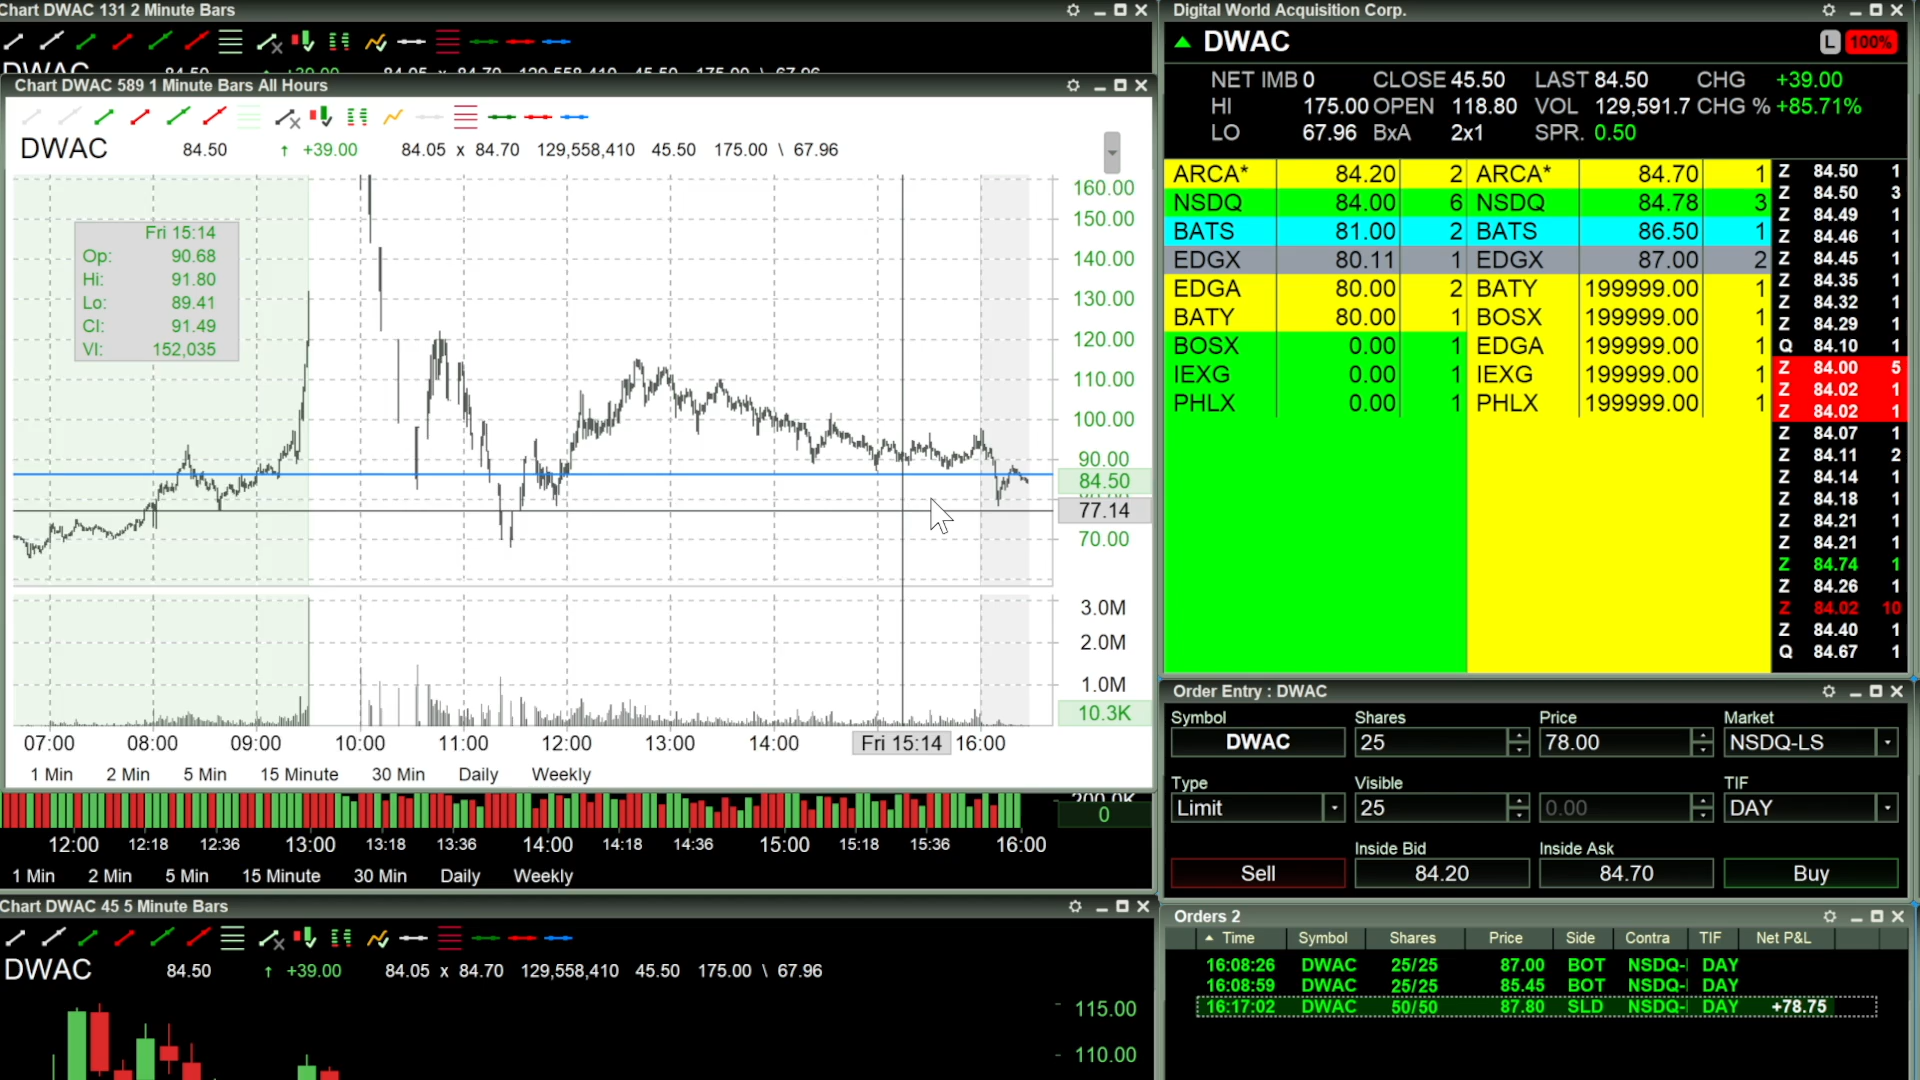 Chart DWAC 131 2 Minute Bars
DWAC 84.50 +39.00 84.05 x 84.70 129,558,410 45.50 175.00 \ 67.96
Chart DWAC 589 1 Minute Bars All Hours
DWAC 84.50 ↑ +39.00 84.05 x 84.70 129,558,410 45.50 175.00 \ 67.96
Fri 15:14
Op: 90.68
Hi: 91.80
Lo: 89.41
Cl: 91.49
Vl: 152,035
160.00
150.00
140.00
130.00
120.00
110.00
100.00
90.00
84.50
77.14
70.00
3.0M
2.0M
1.0M
10.3K
07:00 08:00 09:00 10:00 11:00 12:00 13:00 14:00 Fri 15:14 16:00
1 Min 2 Min 5 Min 15 Minute 30 Min Daily Weekly
200.0K
0
12:00 12:18 12:36 13:00 13:18 13:36 14:00 14:18 14:36 15:00 15:18 15:36 16:00
1 Min 2 Min 5 Min 15 Minute 30 Min Daily Weekly
Chart DWAC 45 5 Minute Bars
DWAC 84.50 ↑ +39.00 84.05 x 84.70 129,558,410 45.50 175.00 \ 67.96
115.00
110.00
Digital World Acquisition Corp.
DWAC L 100%
NET IMB 0 CLOSE 45.50 LAST 84.50 CHG +39.00
HI 175.00 OPEN 118.80 VOL 129,591.7 CHG % +85.71%
LO 67.96 BxA 2x1 SPR. 0.50
ARCA* 84.20 2 ARCA* 84.70 1
NSDQ 84.00 6 NSDQ 84.78 3
BATS 81.00 2 BATS 86.50 1
EDGX 80.11 1 EDGX 87.00 2
EDGA 80.00 2 BATY 199999.00 1
BATY 80.00 1 BOSX 199999.00 1
BOSX 0.00 1 EDGA 199999.00 1
IEXG 0.00 1 IEXG 199999.00 1
PHLX 0.00 1 PHLX 199999.00 1
Z 84.50 1
Z 84.50 3
Z 84.49 1
Z 84.46 1
Z 84.45 1
Z 84.35 1
Z 84.32 1
Z 84.29 1
Q 84.10 1
Z 84.00 5
Z 84.02 1
Z 84.02 1
Z 84.07 1
Z 84.11 2
Z 84.14 1
Z 84.18 1
Z 84.21 1
Z 84.21 1
Z 84.74 1
Z 84.26 1
Z 84.02 10
Z 84.40 1
Q 84.67 1
Order Entry : DWAC
Symbol Shares Price Market
DWAC 25 78.00 NSDQ-LS
Type Visible TIF
Limit 25 0.00 DAY
Inside Bid Inside Ask
Sell 84.20 84.70 Buy
Orders 2
Time Symbol Shares Price Side Contra TIF Net P&L
16:08:26 DWAC 25/25 87.00 BOT NSDQ- DAY
16:08:59 DWAC 25/25 85.45 BOT NSDQ- DAY
16:17:02 DWAC 50/50 87.80 SLD NSDQ- DAY +78.75